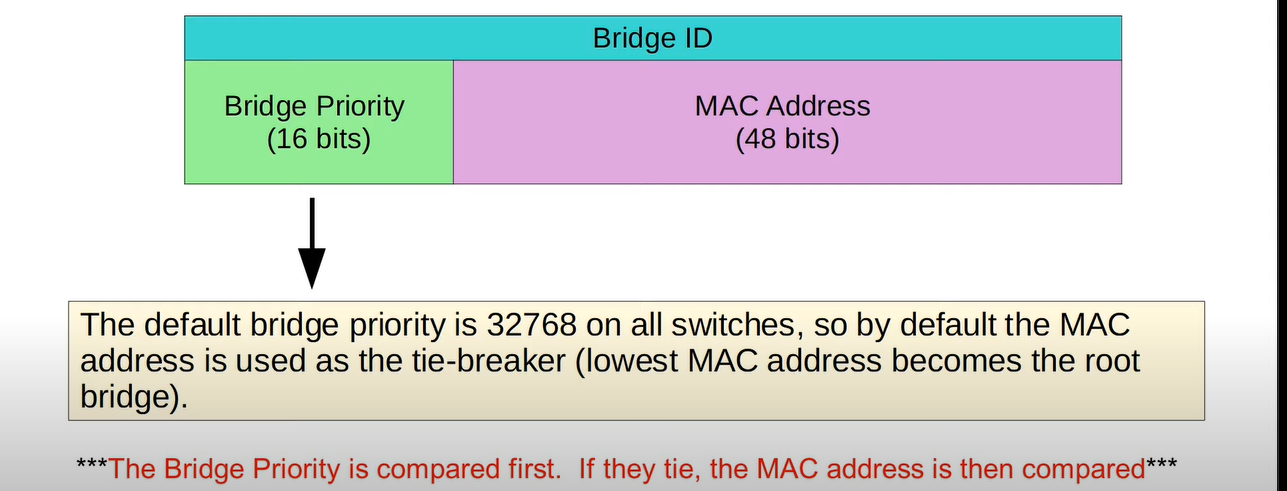 Bridge ID
Bridge Priority
(16 bits)
MAC Address
(48 bits)
The default bridge priority is 32768 on all switches, so by default the MAC
address is used as the tie-breaker (lowest MAC address becomes the root
bridge).
***The Bridge Priority is compared first.  If they tie, the MAC address is then compared***